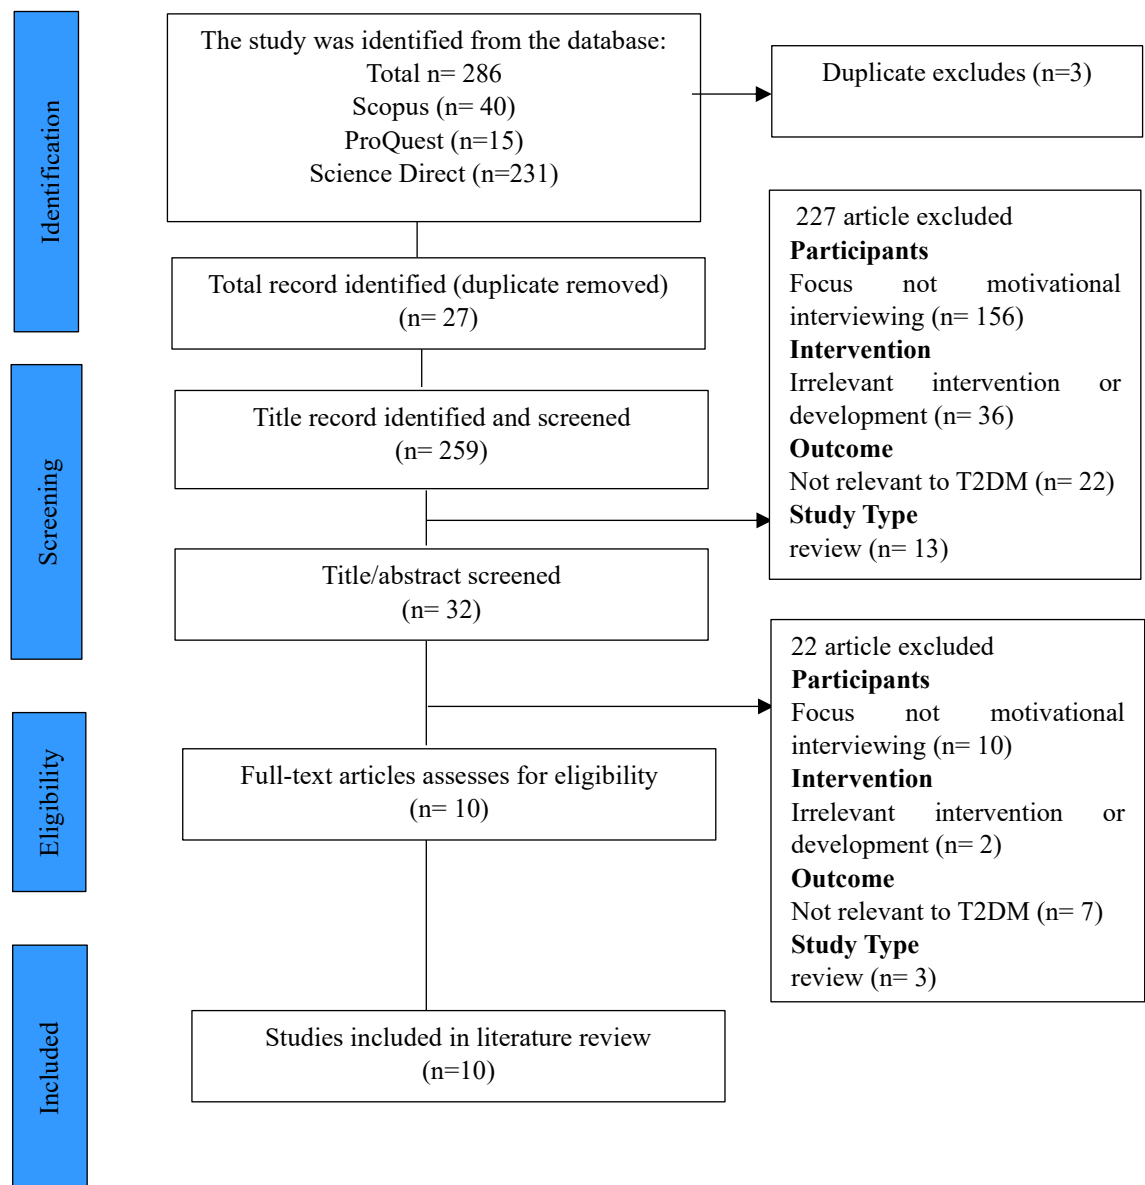 Identification
The study was identified from the database:
Total n= 286
Scopus (n= 40)
ProQuest (n=15)
Science Direct (n=231)
Duplicate excludes (n=3)
Total record identified (duplicate removed)
(n= 27)
227 article excluded
Participants
Focus not motivational
interviewing (n= 156)
Intervention
Irrelevant intervention or
development (n= 36)
Outcome
Not relevant to T2DM (n= 22)
Study Type
review (n= 13)
Screening
Title record identified and screened
(n= 259)
Title/abstract screened
(n= 32)
22 article excluded
Participants
Focus not motivational
interviewing (n= 10)
Intervention
Irrelevant intervention or
development (n= 2)
Outcome
Not relevant to T2DM (n= 7)
Study Type
review (n= 3)
Eligibility
Full-text articles assesses for eligibility
(n= 10)
Included
Studies included in literature review
(n=10)